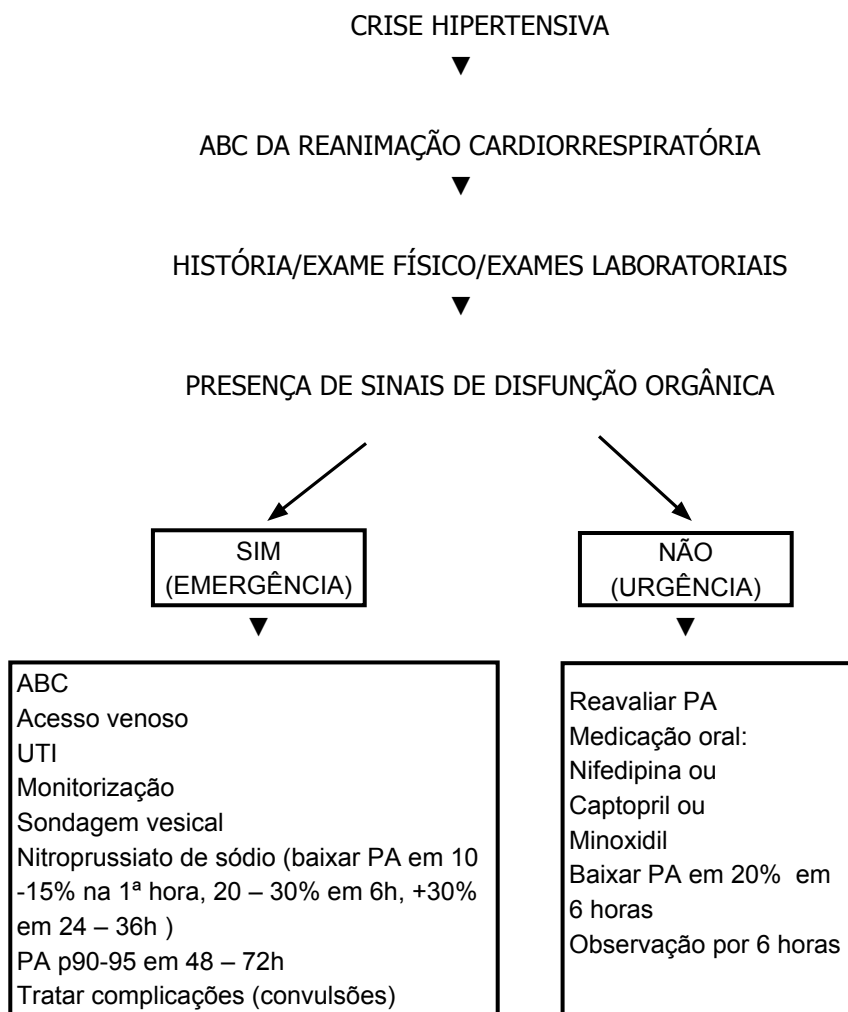 CRISE HIPERTENSIVA
ABC DA REANIMAÇÃO CARDIORRESPIRATÓRIA
HISTÓRIA/EXAME FÍSICO/EXAMES LABORATORIAIS
PRESENÇA DE SINAIS DE DISFUNÇÃO ORGÂNICA
SIM
(EMERGÊNCIA)
NÃO
(URGÊNCIA)
ABC
Acesso venoso
UTI
Monitorização
Sondagem vesical
Nitroprussiato de sódio (baixar PA em 10
-15% na 1ª hora, 20 – 30% em 6h, +30%
em 24 – 36h )
PA p90-95 em 48 – 72h
Tratar complicações (convulsões)
Reavaliar PA
Medicação oral:
Nifedipina ou
Captopril ou
Minoxidil
Baixar PA em 20%  em
6 horas
Observação por 6 horas